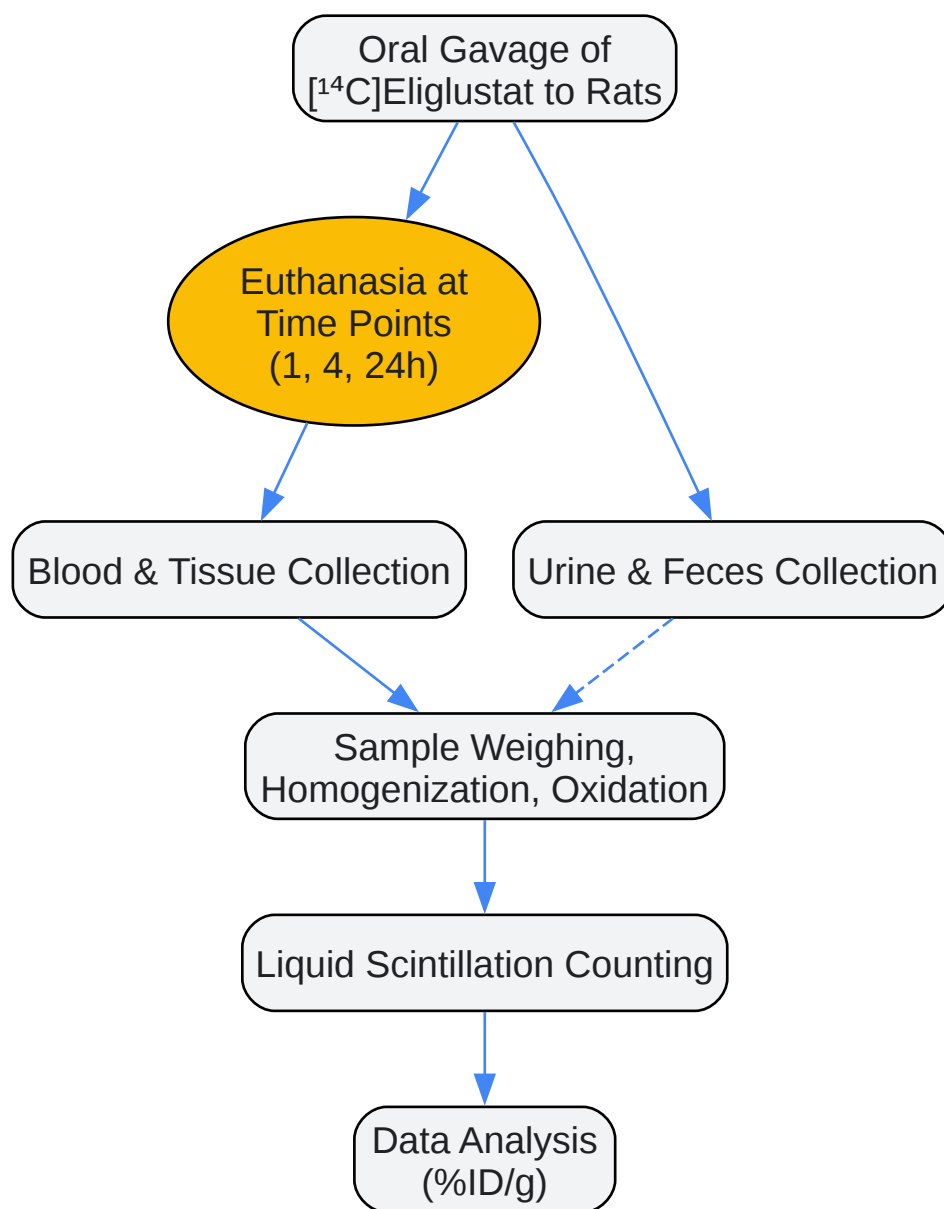 Oral Gavage of
[¹⁴C]Eliglustat to Rats
Euthanasia at
Time Points
(1, 4, 24h)
Blood & Tissue Collection
Urine & Feces Collection
Sample Weighing,
Homogenization, Oxidation
Liquid Scintillation Counting
Data Analysis
(%ID/g)